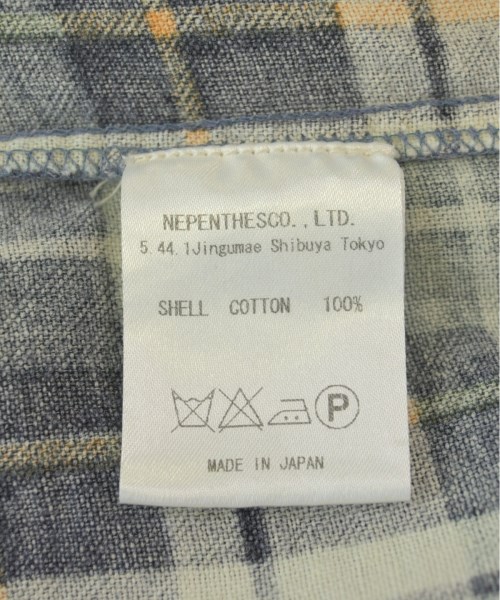 NEPENTHESCO.,LTD.
5.44.1Jingumae Shibuya Tokyo
SHELL COTTON 100%
P
MADE IN JAPAN